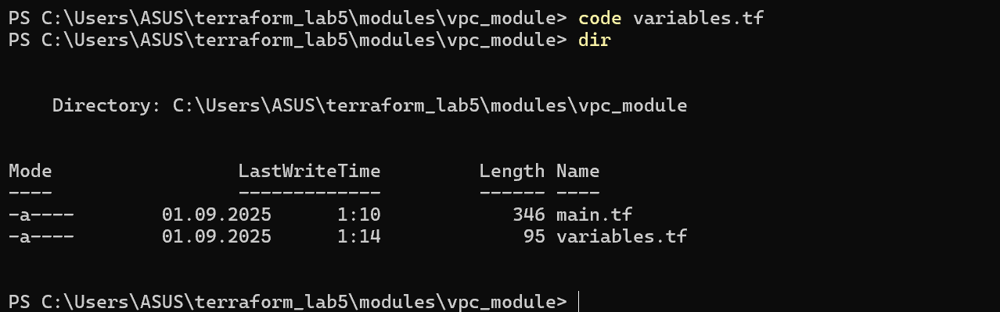 PS C:\Users\ASUS\terraform_lab5\modules\vpc_module> code variables.tf
PS C:\Users\ASUS\terraform_lab5\modules\vpc_module> dir
Directory: C:\Users\ASUS\terraform_lab5\modules\vpc_module
Mode LastWriteTime Length Name
---- ------------- ------ ----
-a---- 01.09.2025 1:10 346 main.tf
-a---- 01.09.2025 1:14 95 variables.tf
PS C:\Users\ASUS\terraform_lab5\modules\vpc_module>